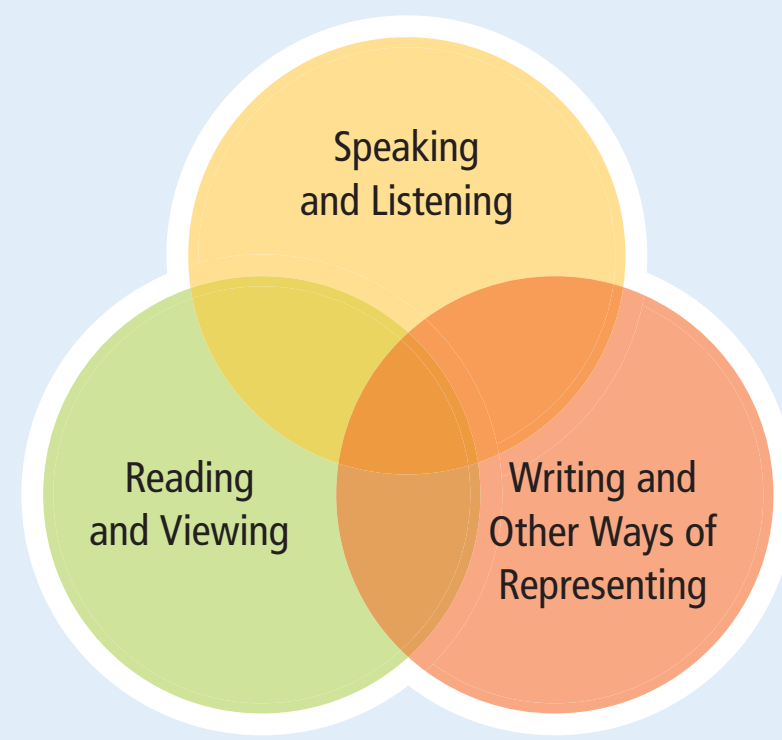 Speaking
and Listening
Reading
and Viewing
Writing and
Other Ways of
Representing